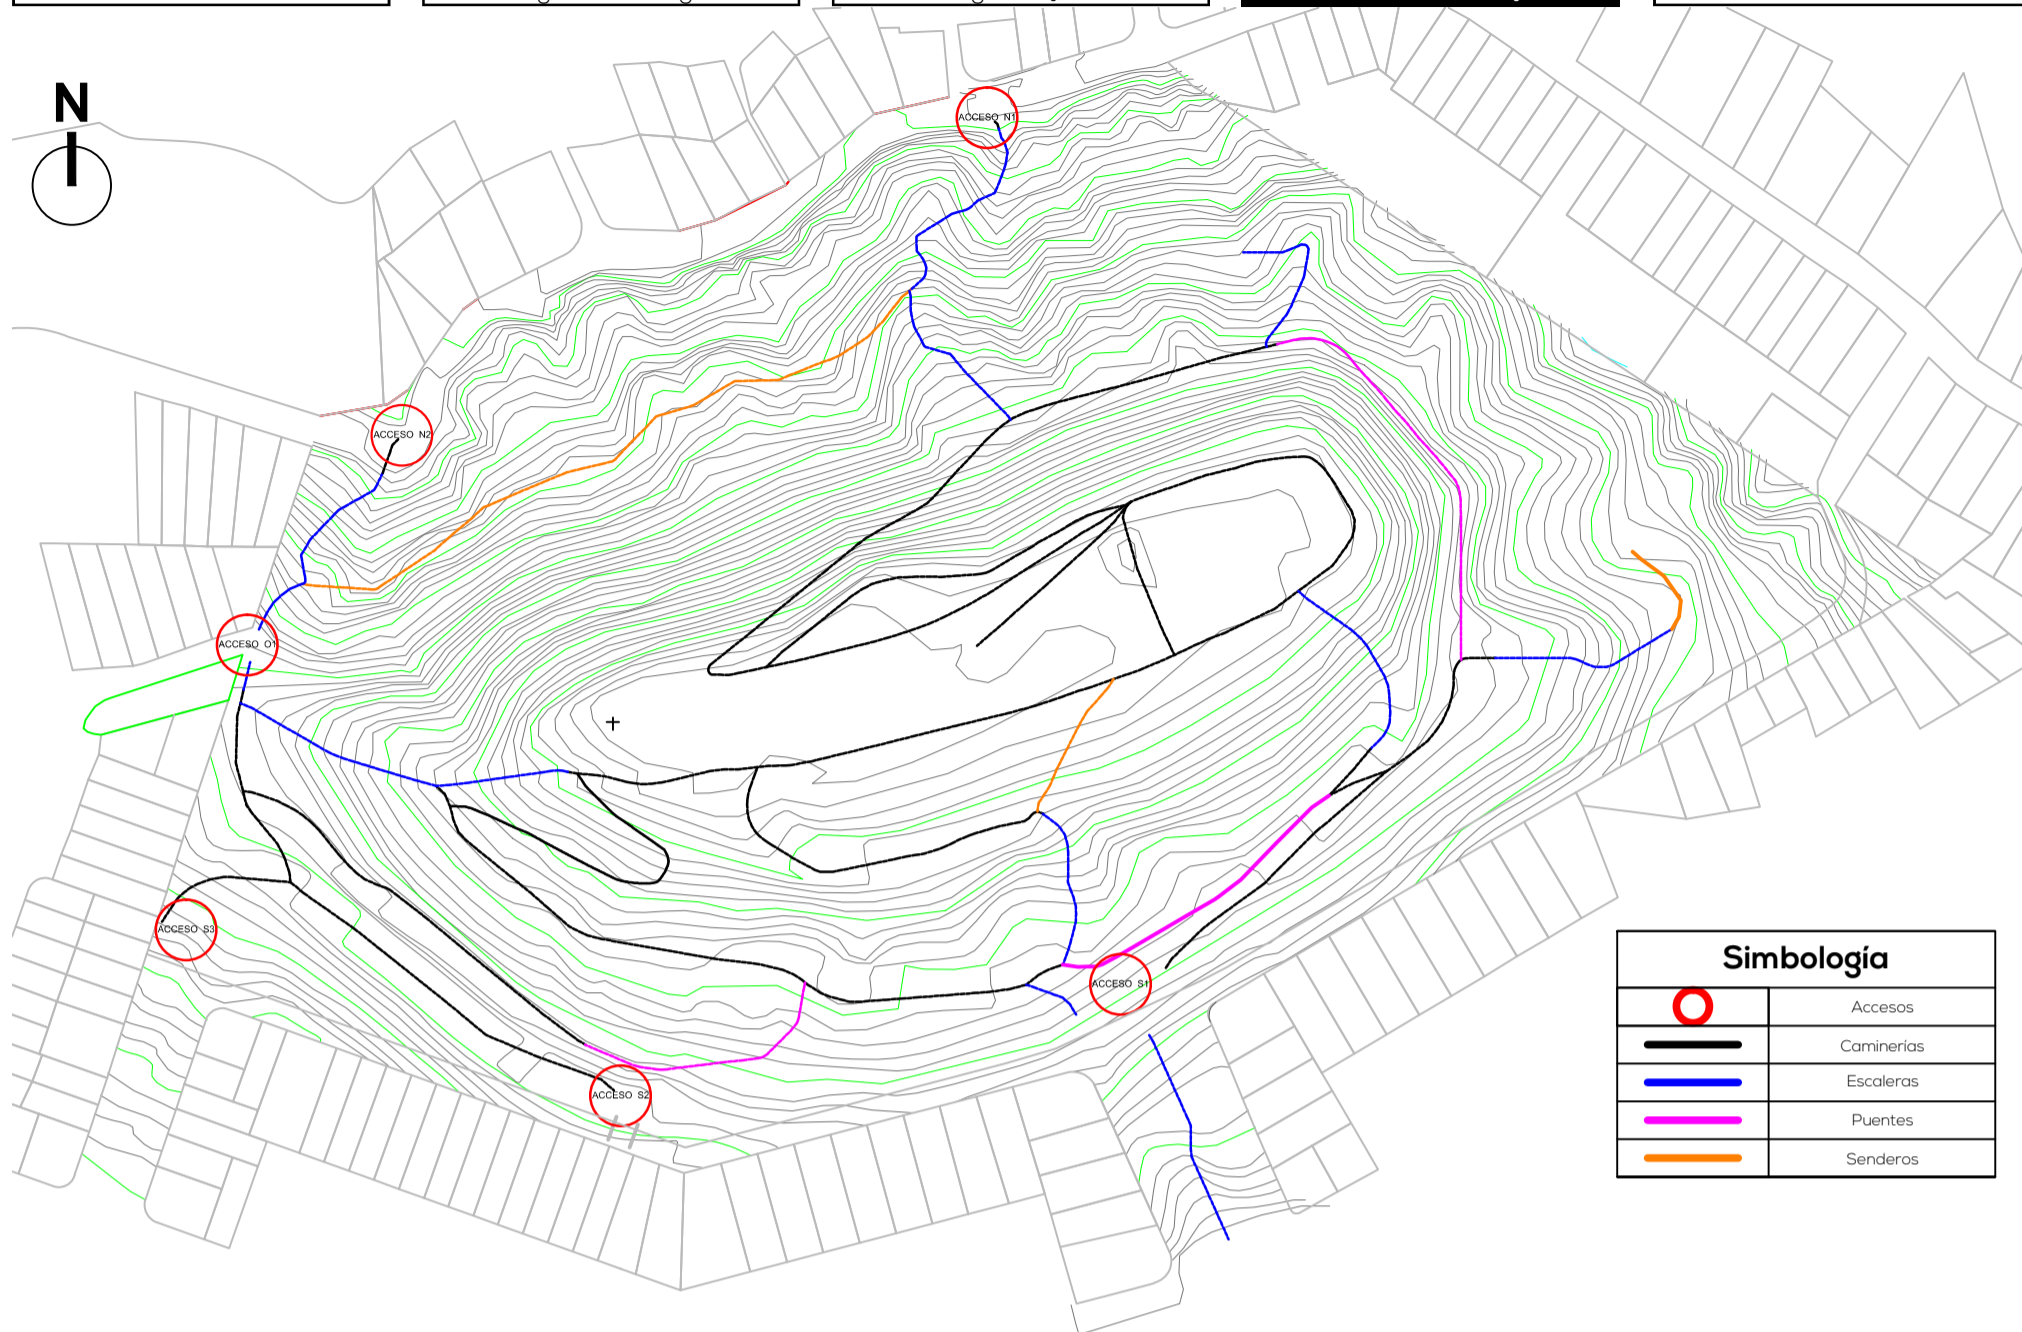 N
ACCESO N1
ACCESO N2
ACCESO O1
ACCESO S3
ACCESO S1
ACCESO S2
Simbología
Accesos
Caminerías
Escaleras
Puentes
Senderos